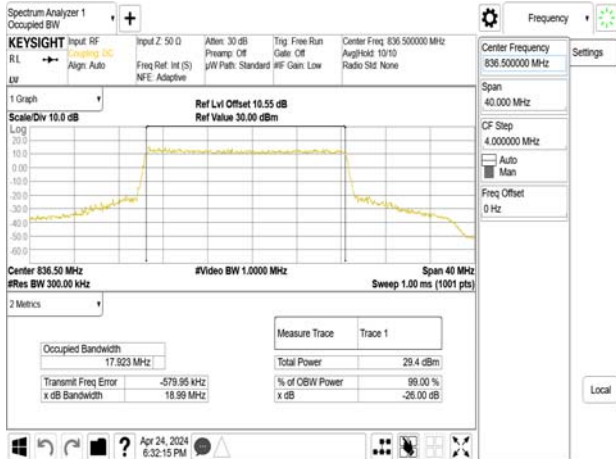 Spectrum Analyzer 1
Occupied BW
+
Frequency
KEYSIGHT
RL
Input: RF
Coupling: DC
Align: Auto
Input Z: 50 Ω
Freq Ref: Int (S)
NFE: Adaptive
Atten: 30 dB
Preamp: Off
µW Path: Standard
Trig: Free Run
Gate: Off
#IF Gain: Low
Center Freq: 836.500000 MHz
Avg|Hold: 10/10
Radio Std: None
Center Frequency
836.500000 MHz
Settings
Span
40.000 MHz
CF Step
4.000000 MHz
Auto
Man
Freq Offset
0 Hz
Local
1 Graph
Scale/Div 10.0 dB
Ref Lvl Offset 10.55 dB
Ref Value 30.00 dBm
Log
20.0
10.0
0.00
-10.0
-20.0
-30.0
-40.0
-50.0
-60.0
Center 836.50 MHz
#Res BW 300.00 kHz
#Video BW 1.0000 MHz
Span 40 MHz
Sweep 1.00 ms (1001 pts)
2 Metrics
Measure Trace Trace 1
Occupied Bandwidth
17.923 MHz
Total Power 29.4 dBm
Transmit Freq Error -579.95 kHz
% of OBW Power 99.00 %
x dB Bandwidth 18.99 MHz
x dB -26.00 dB
?
Apr 24, 2024
6:32:15 PM